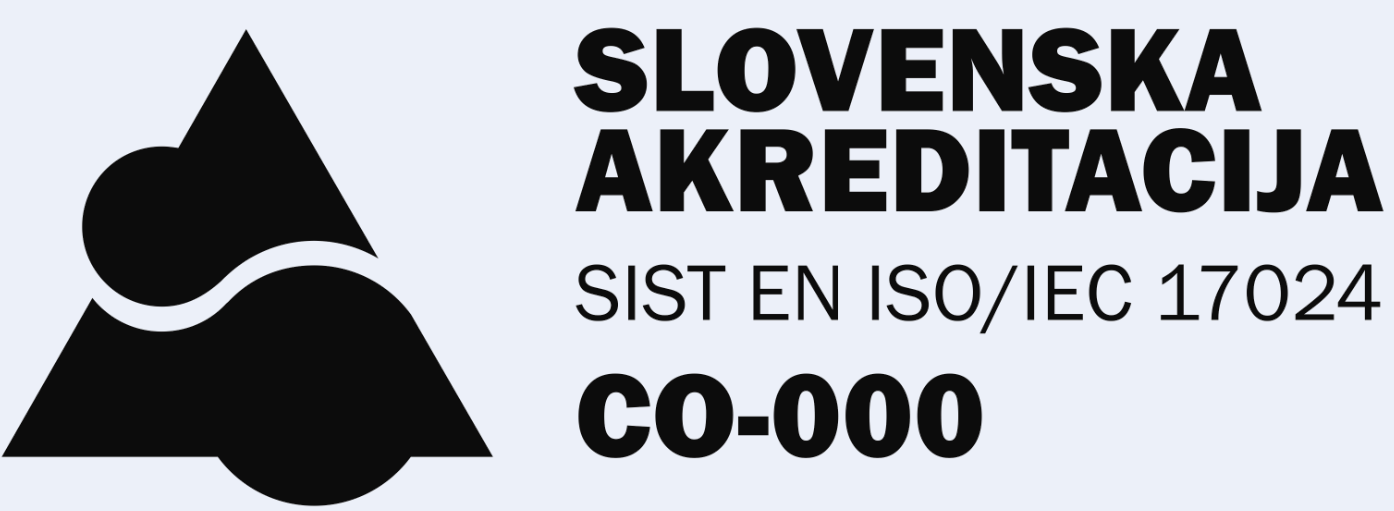 SLOVENSKA
AKREDITACIJA
SIST EN ISO/IEC 17024
CO-000